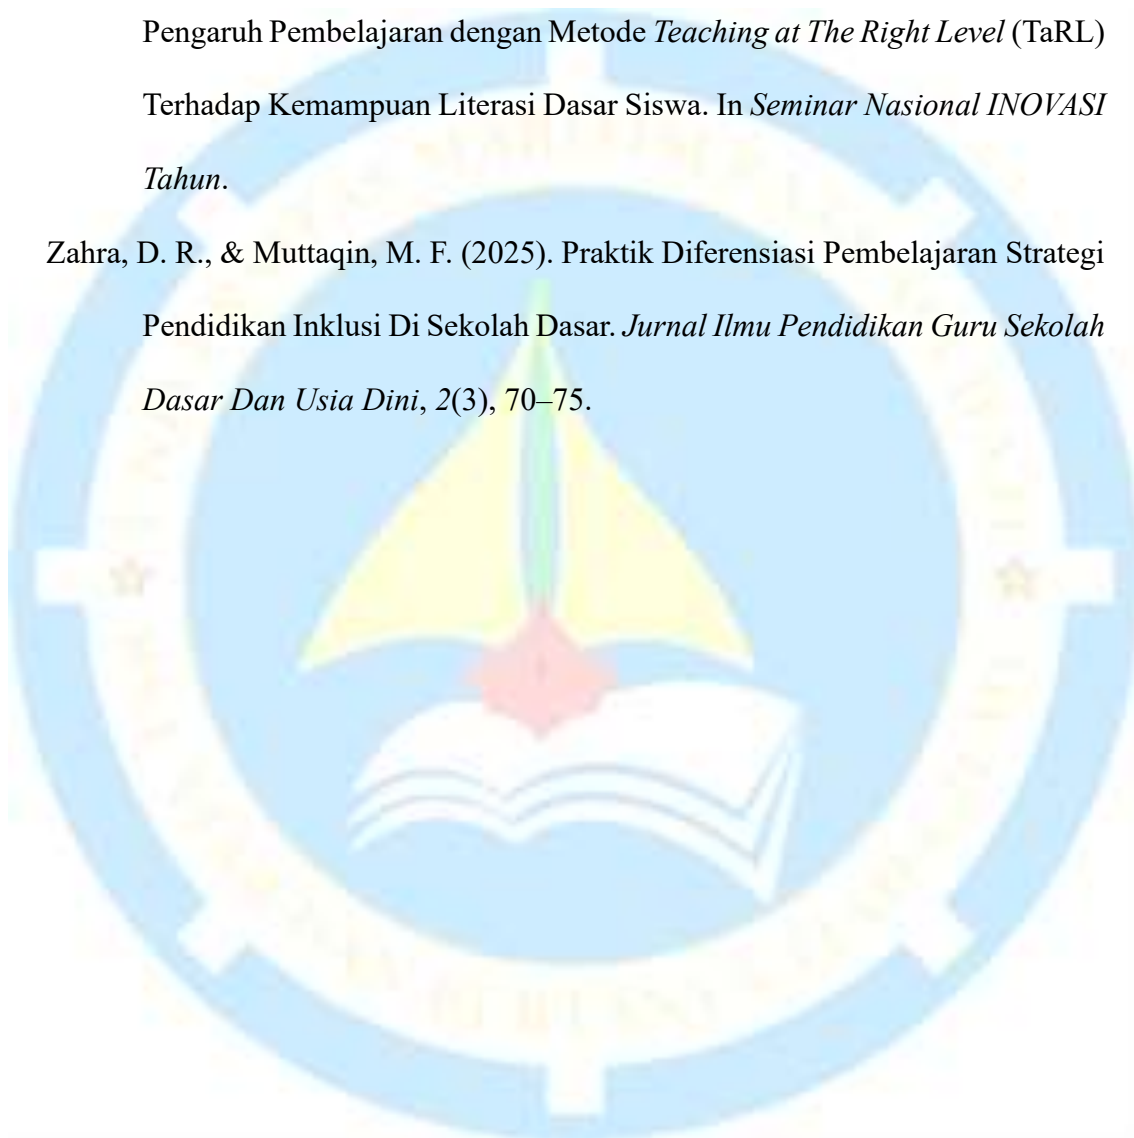 Pengaruh Pembelajaran dengan Metode Teaching at The Right Level (TaRL)
Terhadap Kemampuan Literasi Dasar Siswa. In Seminar Nasional INOVASI
Tahun.
Zahra, D. R., & Muttaqin, M. F. (2025). Praktik Diferensiasi Pembelajaran Strategi
Pendidikan Inklusi Di Sekolah Dasar. Jurnal Ilmu Pendidikan Guru Sekolah
Dasar Dan Usia Dini, 2(3), 70–75.